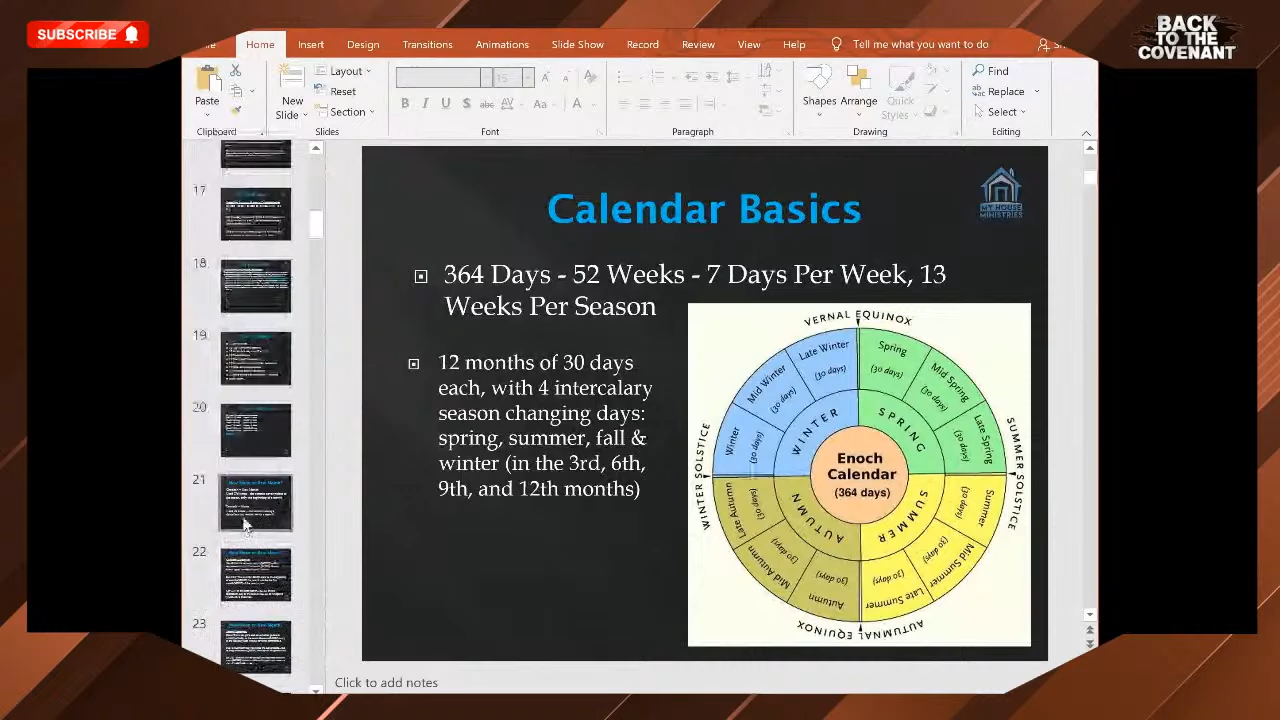 SUBSCRIBE
BACK
TO THE
COVENANT
Home Insert Design Transitions Animations Slide Show Record Review View Help Tell me what you want to do
Layout
Reset
Section
Paste
New
Slide
Shapes Arrange Quick
Styles
Find
Replace
Select
Clipboard Slides Font Paragraph Drawing Editing
17
18
19
20
21
22
23
Calendar Basics
MY HOUSE
MINISTRIES
364 Days - 52 Weeks - 7 Days Per Week, 13
Weeks Per Season
12 months of 30 days
each, with 4 intercalary
season changing days:
spring, summer, fall &
winter (in the 3rd, 6th,
9th, and 12th months)
VERNAL EQUINOX
SUMMER SOLSTICE
AUTUMNAL EQUINOX
WINTER SOLSTICE
Spring
(30 days)
Mid Spring
(30 days)
Late Spring
(30 days)
Summer
(30 days)
Mid Summer
(30 days)
Late Summer
(30 days)
Autumn
(30 days)
Mid Autumn
(30 days)
Late Autumn
(30 days)
Winter
(30 days)
Mid Winter
(30 days)
Late Winter
(30 days)
SPRING
SUMMER
AUTUMN
WINTER
Enoch
Calendar
(364 days)
Click to add notes